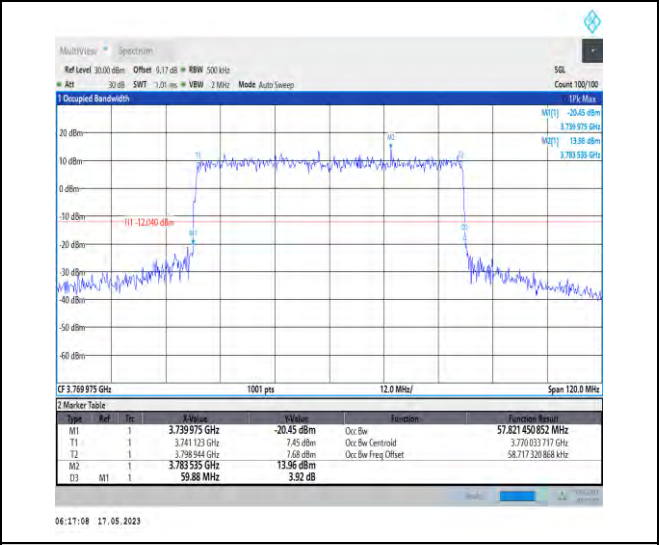 MultiView Spectrum
Ref Level 30.00 dBm Offset 9.17 dB RBW 500 kHz SGL
Att 30 dB SWT 1.01 ms VBW 2 MHz Mode Auto Sweep Count 100/100
1 Occupied Bandwidth 1Pk Max
M1[1] -20.45 dBm
3.739 975 GHz
M2[1] 13.96 dBm
3.783 535 GHz
20 dBm
M2
T1
10 dBm
0 dBm
-10 dBm
H1 -12.040 dBm
D3
M1
-20 dBm
-30 dBm
-40 dBm
-50 dBm
-60 dBm
CF 3.769 975 GHz 1001 pts 12.0 MHz/ Span 120.0 MHz
2 Marker Table
Type Ref Trc X-Value Y-Value Function Function Result
M1 1 3.739 975 GHz -20.45 dBm Occ Bw 57.821 450 852 MHz
T1 1 3.741 123 GHz 7.45 dBm Occ Bw Centroid 3.770 033 717 GHz
T2 1 3.798 944 GHz 7.68 dBm Occ Bw Freq Offset 58.717 320 868 kHz
M2 1 3.783 535 GHz 13.96 dBm
D3 M1 1 59.88 MHz 3.92 dB
06:17:08 17.05.2023